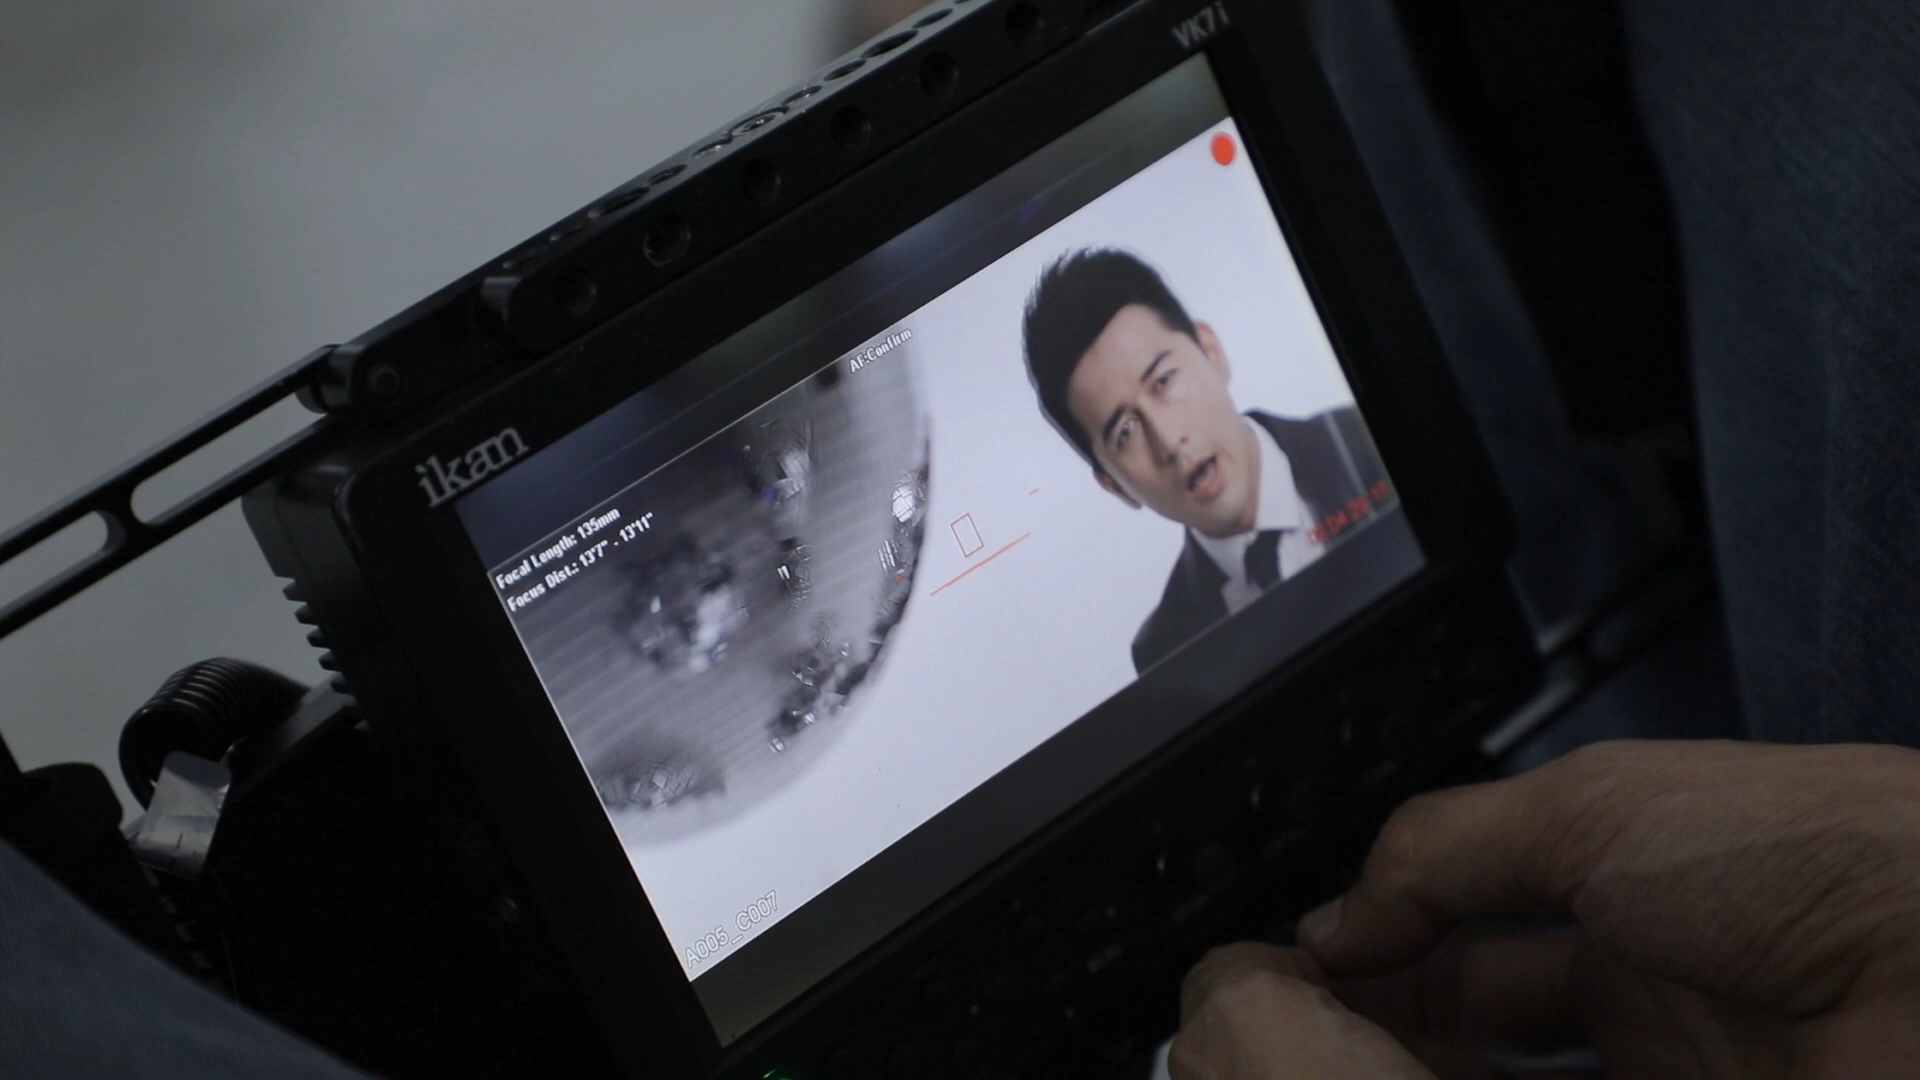 VK7i
ikan
AF:Confirm
Focal Length: 135mm
Focus Dist.: 13'7" - 13'11"
A005_C007